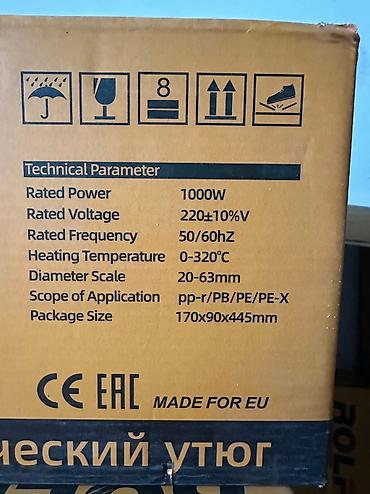 8
Technical Parameter
Rated Power 1000W
Rated Voltage 220±10%V
Rated Frequency 50/60hZ
Heating Temperature 0-320℃
Diameter Scale 20-63mm
Scope of Application pp-r/PB/PE/PE-X
Package Size 170x90x445mm
CE EAC MADE FOR EU
ческий утюг